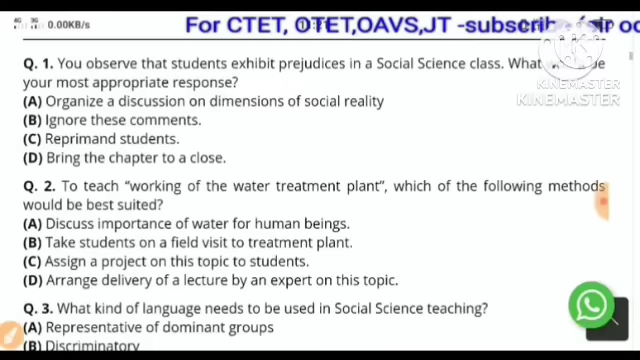 4G 3G 0.00KB/s
For CTET, OTET,OAVS,JT -subscribe
KINEMASTER
KINEMASTER
Q. 1. You observe that students exhibit prejudices in a Social Science class. What be
your most appropriate response?
(A) Organize a discussion on dimensions of social reality
(B) Ignore these comments.
(C) Reprimand students.
(D) Bring the chapter to a close.
Q. 2. To teach “working of the water treatment plant”, which of the following methods
would be best suited?
(A) Discuss importance of water for human beings.
(B) Take students on a field visit to treatment plant.
(C) Assign a project on this topic to students.
(D) Arrange delivery of a lecture by an expert on this topic.
Q. 3. What kind of language needs to be used in Social Science teaching?
(A) Representative of dominant groups
(B) Discriminatory